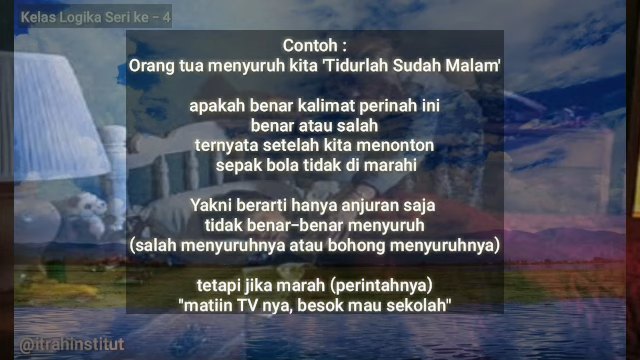 Kelas Logika Seri ke - 4
Contoh :
Orang tua menyuruh kita 'Tidurlah Sudah Malam'
apakah benar kalimat perinah ini
benar atau salah
ternyata setelah kita menonton
sepak bola tidak di marahi
Yakni berarti hanya anjuran saja
tidak benar-benar menyuruh
(salah menyuruhnya atau bohong menyuruhnya)
tetapi jika marah (perintahnya)
"matiin TV nya, besok mau sekolah"
@itrahinstitut